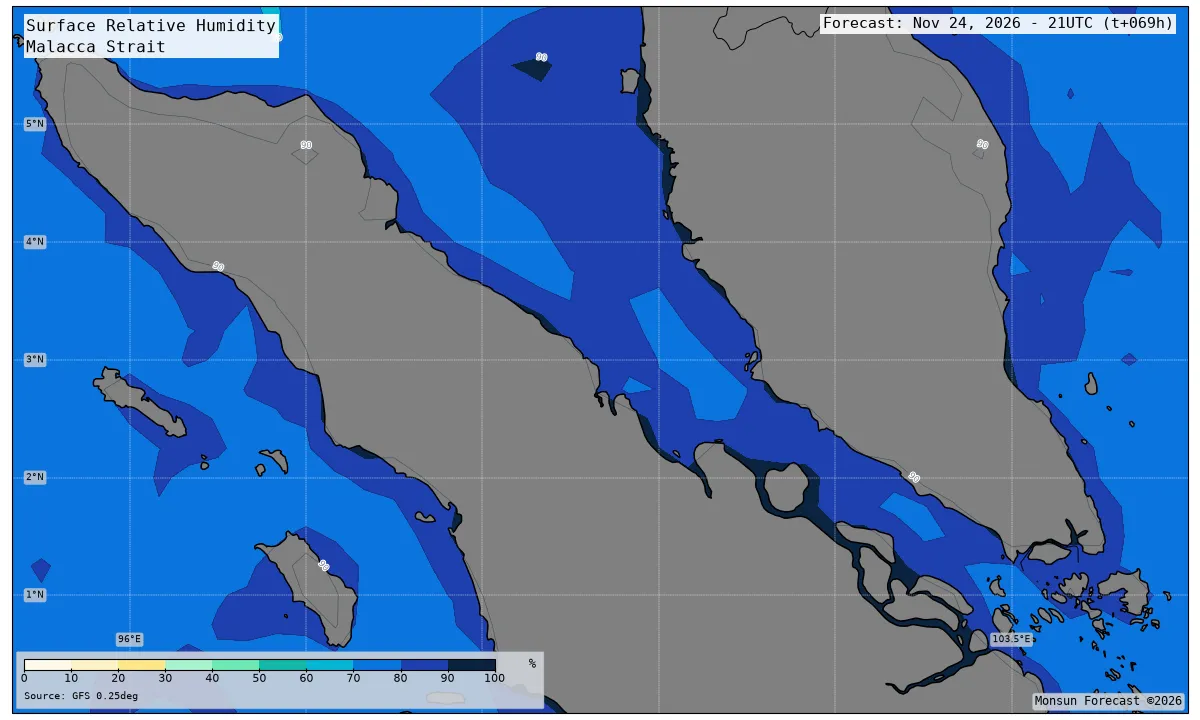 Surface Relative Humidity
Malacca Strait
Forecast: Nov 24, 2026 - 21UTC (t+069h)
90
5°N
90
90
4°N
90
3°N
2°N
90
90
1°N
96°E
103.5°E
%
0 10 20 30 40 50 60 70 80 90 100
Source: GFS 0.25deg
Monsun Forecast ©2026